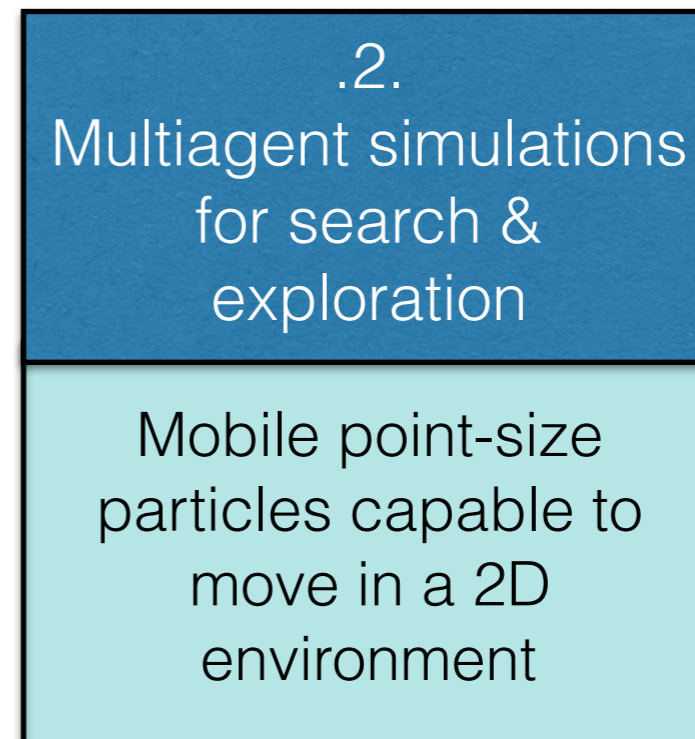 .2.
Multiagent simulations
for search &
exploration
Mobile point-size
particles capable to
move in a 2D
environment